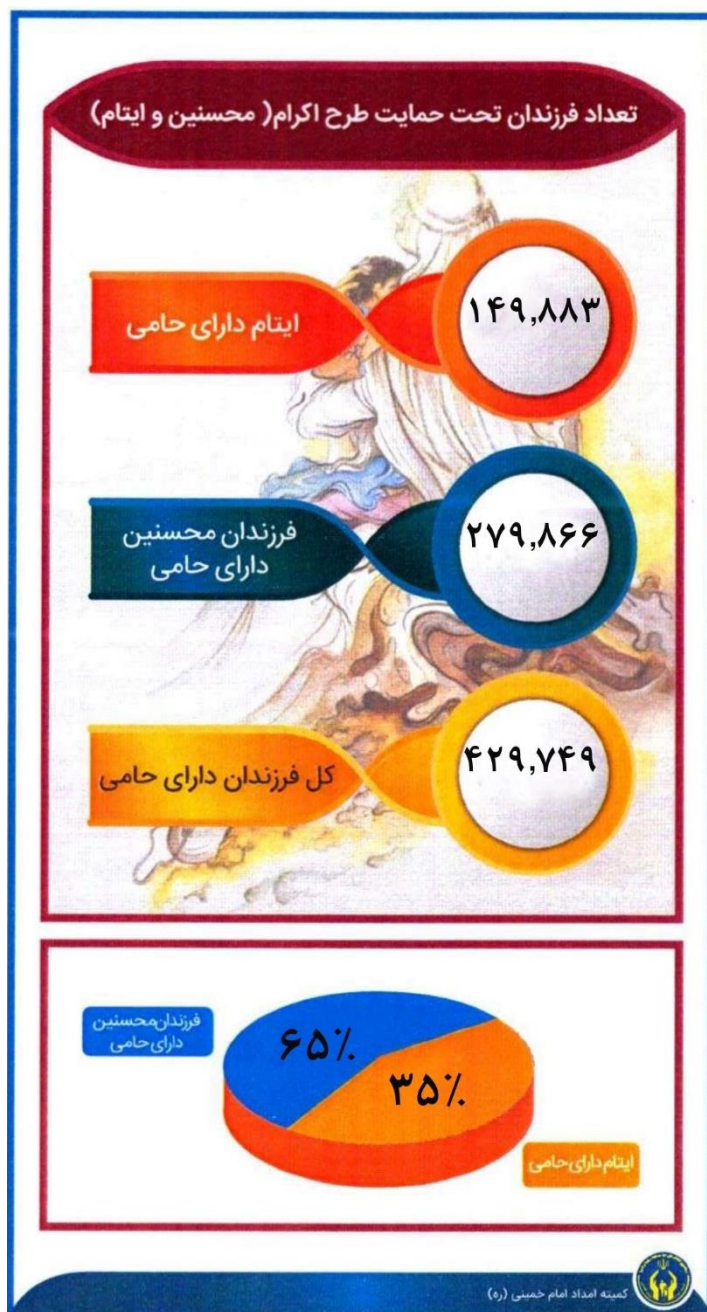 تعداد فرزندان تحت حمایت طرح اکرام( محسنین و ایتام)
۱۴۹,۸۸۳
ایتام دارای حامی
۲۷۹,۸۶۶
فرزندان محسنین
دارای حامی
۴۲۹,۷۴۹
کل فرزندان دارای حامی
فرزندان محسنین
دارای حامی
۶۵٪
۳۵٪
ایتام دارای حامی
کمیته امداد امام خمینی (ره)